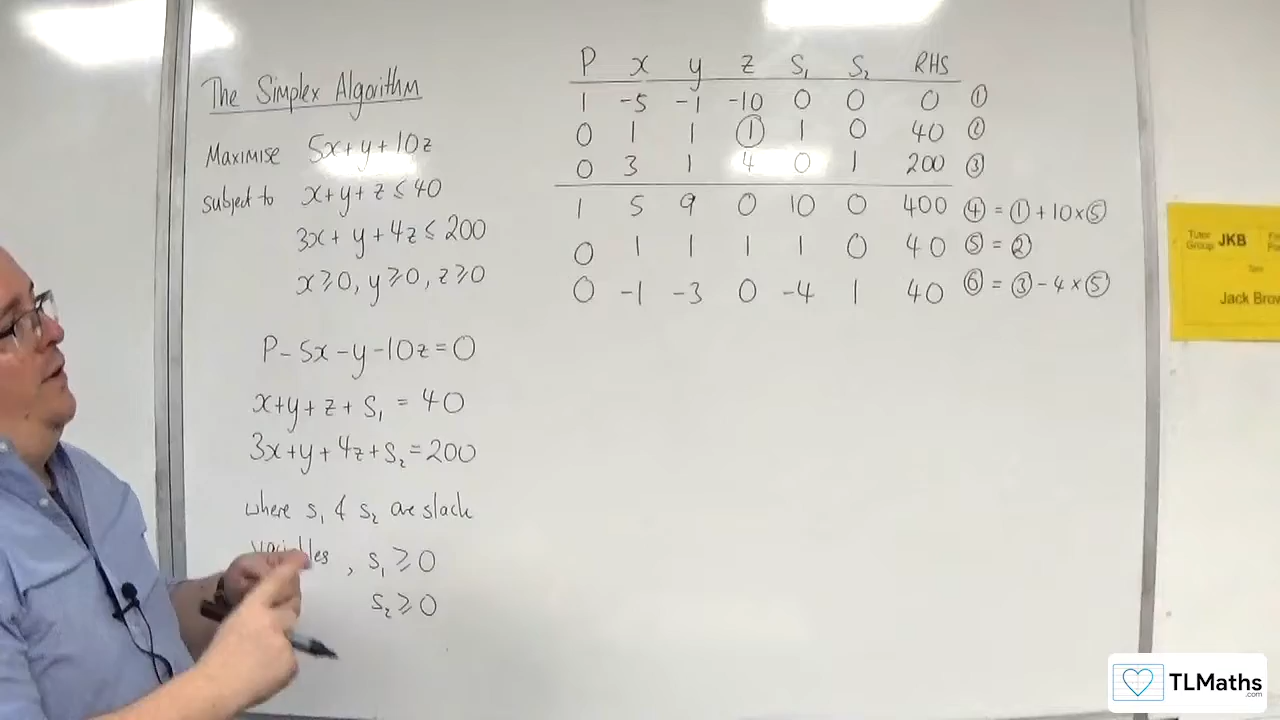 The Simplex Algorithm
Maximise 5x+y+10z
subject to x+y+z≤40
3x+y+4z≤200
x≥0, y≥0, z≥0
P-5x-y-10z=0
x+y+z+s₁ = 40
3x+y+4z+s₂=200
where s₁ & s₂ are slack
variables, s₁≥0
s₂≥0
P x y z S₁ S₂ RHS
1 -5 -1 -10 0 0 0 ①
0 1 1 ① 1 0 40 ②
0 3 1 4 0 1 200 ③
1 5 9 0 10 0 400 ④=①+10×⑤
0 1 1 1 1 0 40 ⑤=②
0 -1 -3 0 -4 1 40 ⑥=③-4×⑤
Tutor
Group JKB
Jack Brow
TLMaths